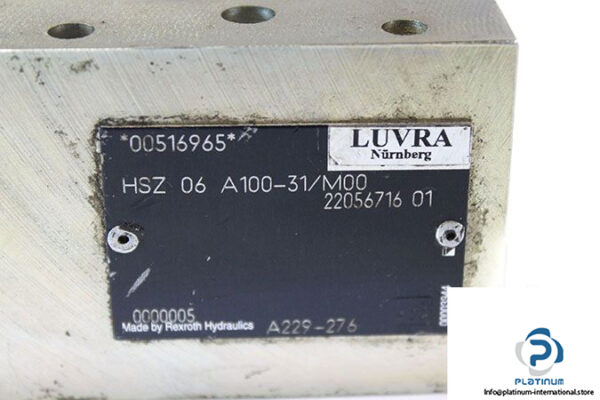 *00516965*
LUVRA
Nürnberg
HSZ 06 A100-31/M00
22056716 01
0000005
Made by Rexroth Hydraulics
A229-276
PLATINUM
INTERNATIONAL
Info@platinum-international.store